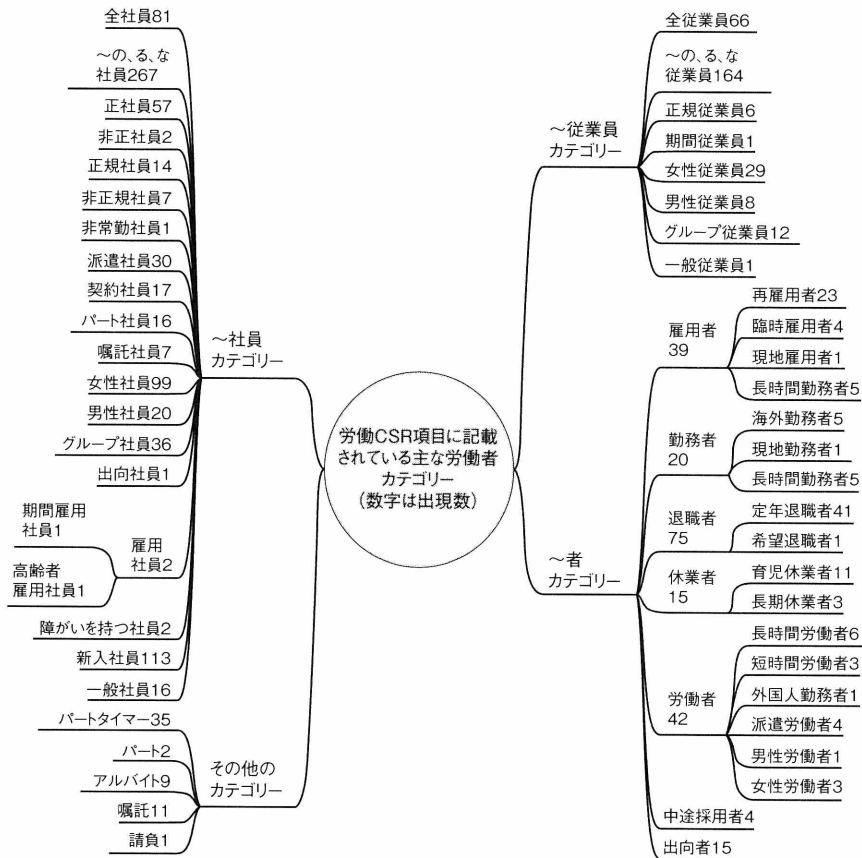 全社員81
～の、る、な
社員267
正社員57
非正社員2
正規社員14
非正規社員7
非常勤社員1
派遣社員30
契約社員17
パート社員16
嘱託社員7
女性社員99
男性社員20
グループ社員36
出向社員1
期間雇用
社員1
高齢者
雇用社員1
雇用
社員2
障がいを持つ社員2
新入社員113
一般社員16
～社員
カテゴリー
パートタイマー35
パート2
アルバイト9
嘱託11
請負1
その他の
カテゴリー
労働CSR項目に記載
されている主な労働者
カテゴリー
（数字は出現数）
～従業員
カテゴリー
全従業員66
～の、る、な
従業員164
正規従業員6
期間従業員1
女性従業員29
男性従業員8
グループ従業員12
一般従業員1
～者
カテゴリー
雇用者
39
再雇用者23
臨時雇用者4
現地雇用者1
長時間勤務者5
勤務者
20
海外勤務者5
現地勤務者1
長時間勤務者5
退職者
75
定年退職者41
希望退職者1
休業者
15
育児休業者11
長期休業者3
労働者
42
長時間労働者6
短時間労働者3
外国人勤務者1
派遣労働者4
男性労働者1
女性労働者3
中途採用者4
出向者15